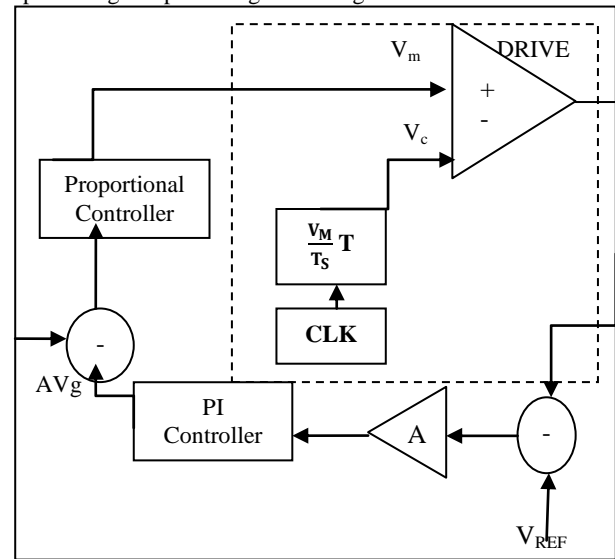 V_m
DRIVE
+
-
V_c
Proportional
Controller
V_M
T_S
T
CLK
-
AVg
PI
Controller
A
-
V_REF